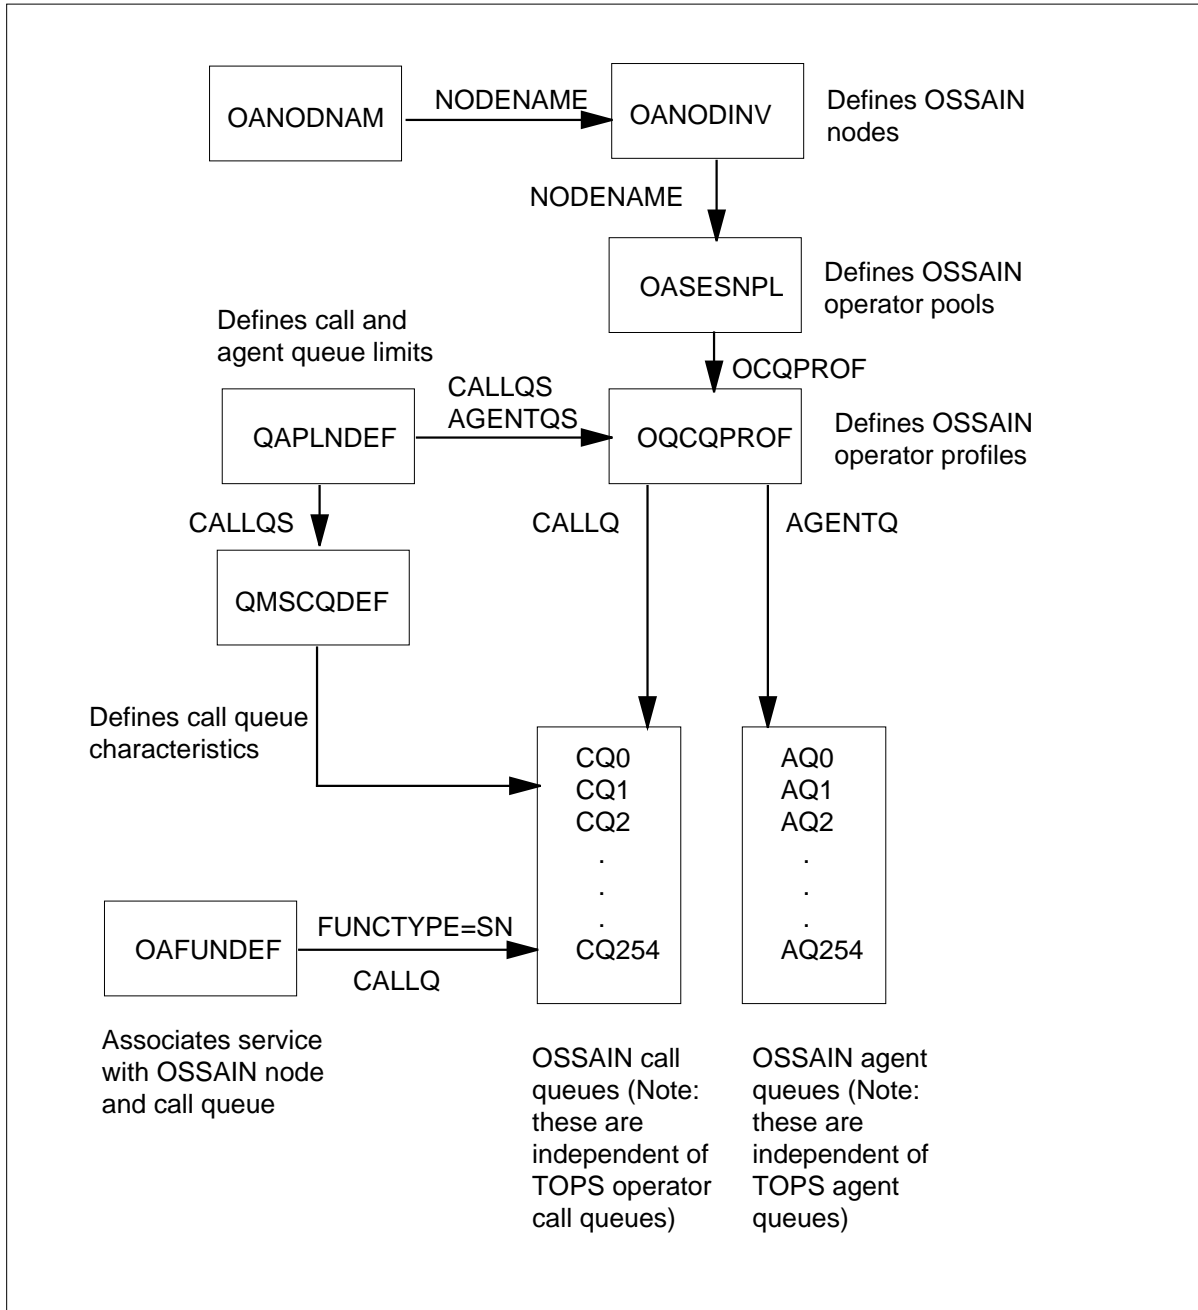 OANODNAM
NODENAME
OANODINV
Defines OSSAIN
nodes
NODENAME
OASESNPL
Defines OSSAIN
operator pools
OCQPROF
Defines call and
agent queue limits
QAPLNDEF
CALLQS
AGENTQS
OQCQPROF
Defines OSSAIN
operator profiles
CALLQS
CALLQ
AGENTQ
QMSCQDEF
Defines call queue
characteristics
CQ0
CQ1
CQ2
.
.
.
CQ254
AQ0
AQ1
AQ2
.
.
.
AQ254
OAFUNDEF
FUNCTYPE=SN
CALLQ
Associates service
with OSSAIN node
and call queue
OSSAIN call
queues (Note:
these are
independent of
TOPS operator
call queues)
OSSAIN agent
queues (Note:
these are
independent of
TOPS agent
queues)